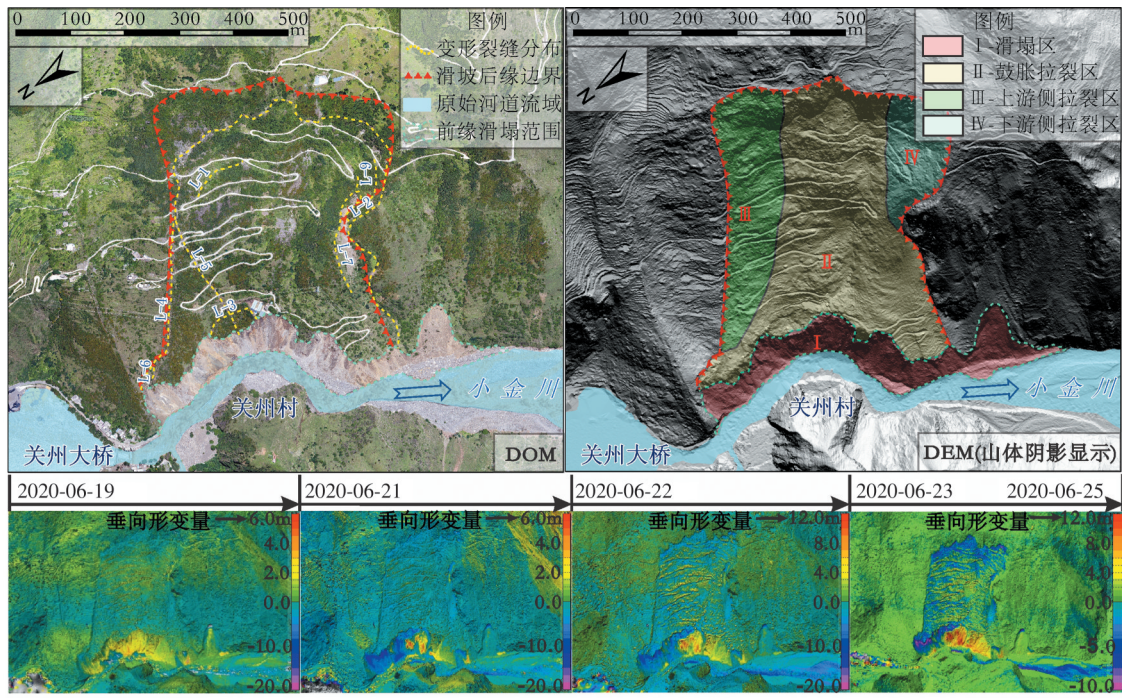 0 100 200 300 400 500
m
N
图例
变形裂缝分布
滑坡后缘边界
原始河道流域
前缘滑塌范围
L-1
L-9
L-2
L-7
L-5
L-3
L-4
L-6
关州村
小金川
关州大桥
DOM
0 100 200 300 400 500
m
N
图例
Ⅰ-滑塌区
Ⅱ-鼓胀拉裂区
Ⅲ-上游侧拉裂区
Ⅳ-下游侧拉裂区
Ⅳ
Ⅲ
Ⅱ
Ⅰ
关州村
小金川
关州大桥
DEM(山体阴影显示)
2020-06-19
2020-06-21
2020-06-22
2020-06-23 2020-06-25
垂向形变量 6.0m
4.0
2.0
0.0
-10.0
-20.0
垂向形变量 6.0m
4.0
2.0
0.0
-10.0
-20.0
垂向形变量 12.0m
8.0
4.0
0.0
-10.0
-20.0
垂向形变量 12.0m
8.0
4.0
0.0
-5.0
-10.0